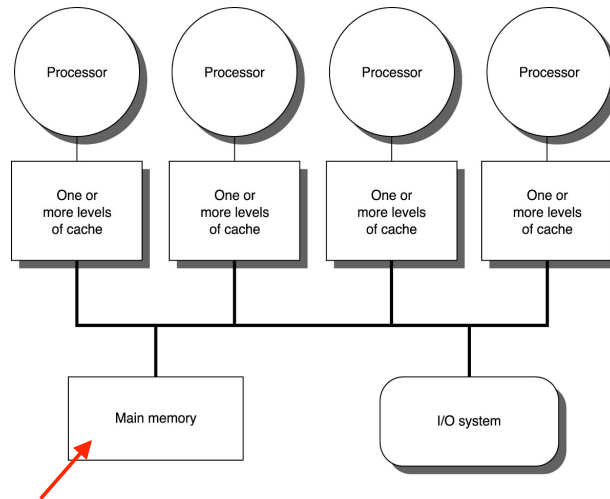 Processor
Processor
Processor
Processor
One or
more levels
of cache
One or
more levels
of cache
One or
more levels
of cache
One or
more levels
of cache
Main memory
I/O system